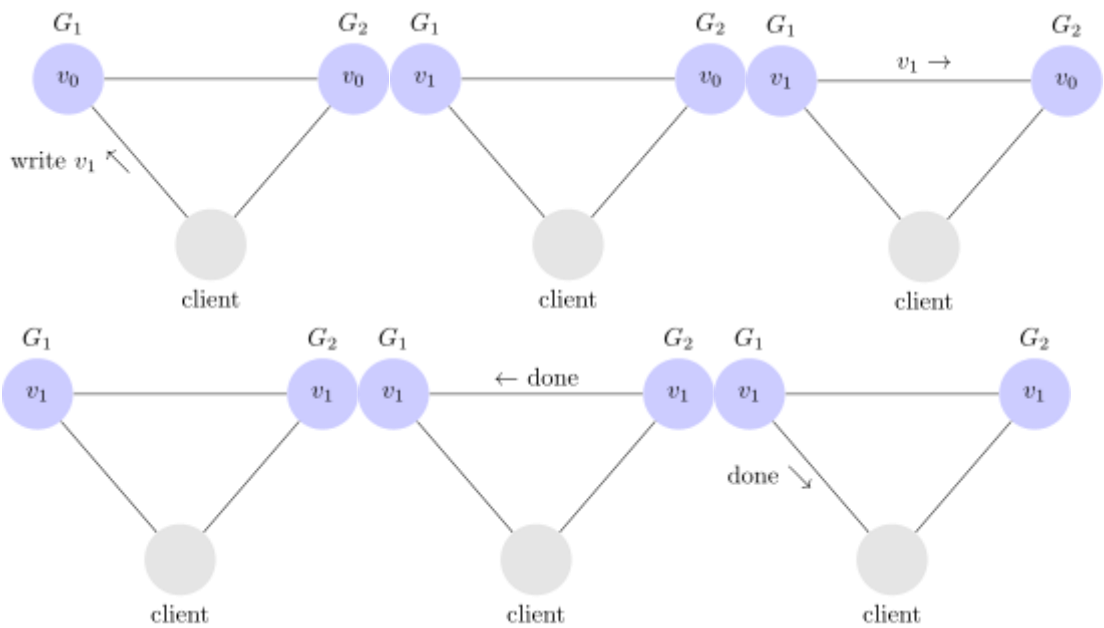 G₁ G₂ G₁ G₂ G₁ G₂
v₀ v₀ v₁ v₀ v₁ v₁ → v₀
write v₁ ↖
client client client
G₁ G₂ G₁ G₂ G₁ G₂
v₁ v₁ v₁ ← done v₁ v₁ v₁
done ↘
client client client